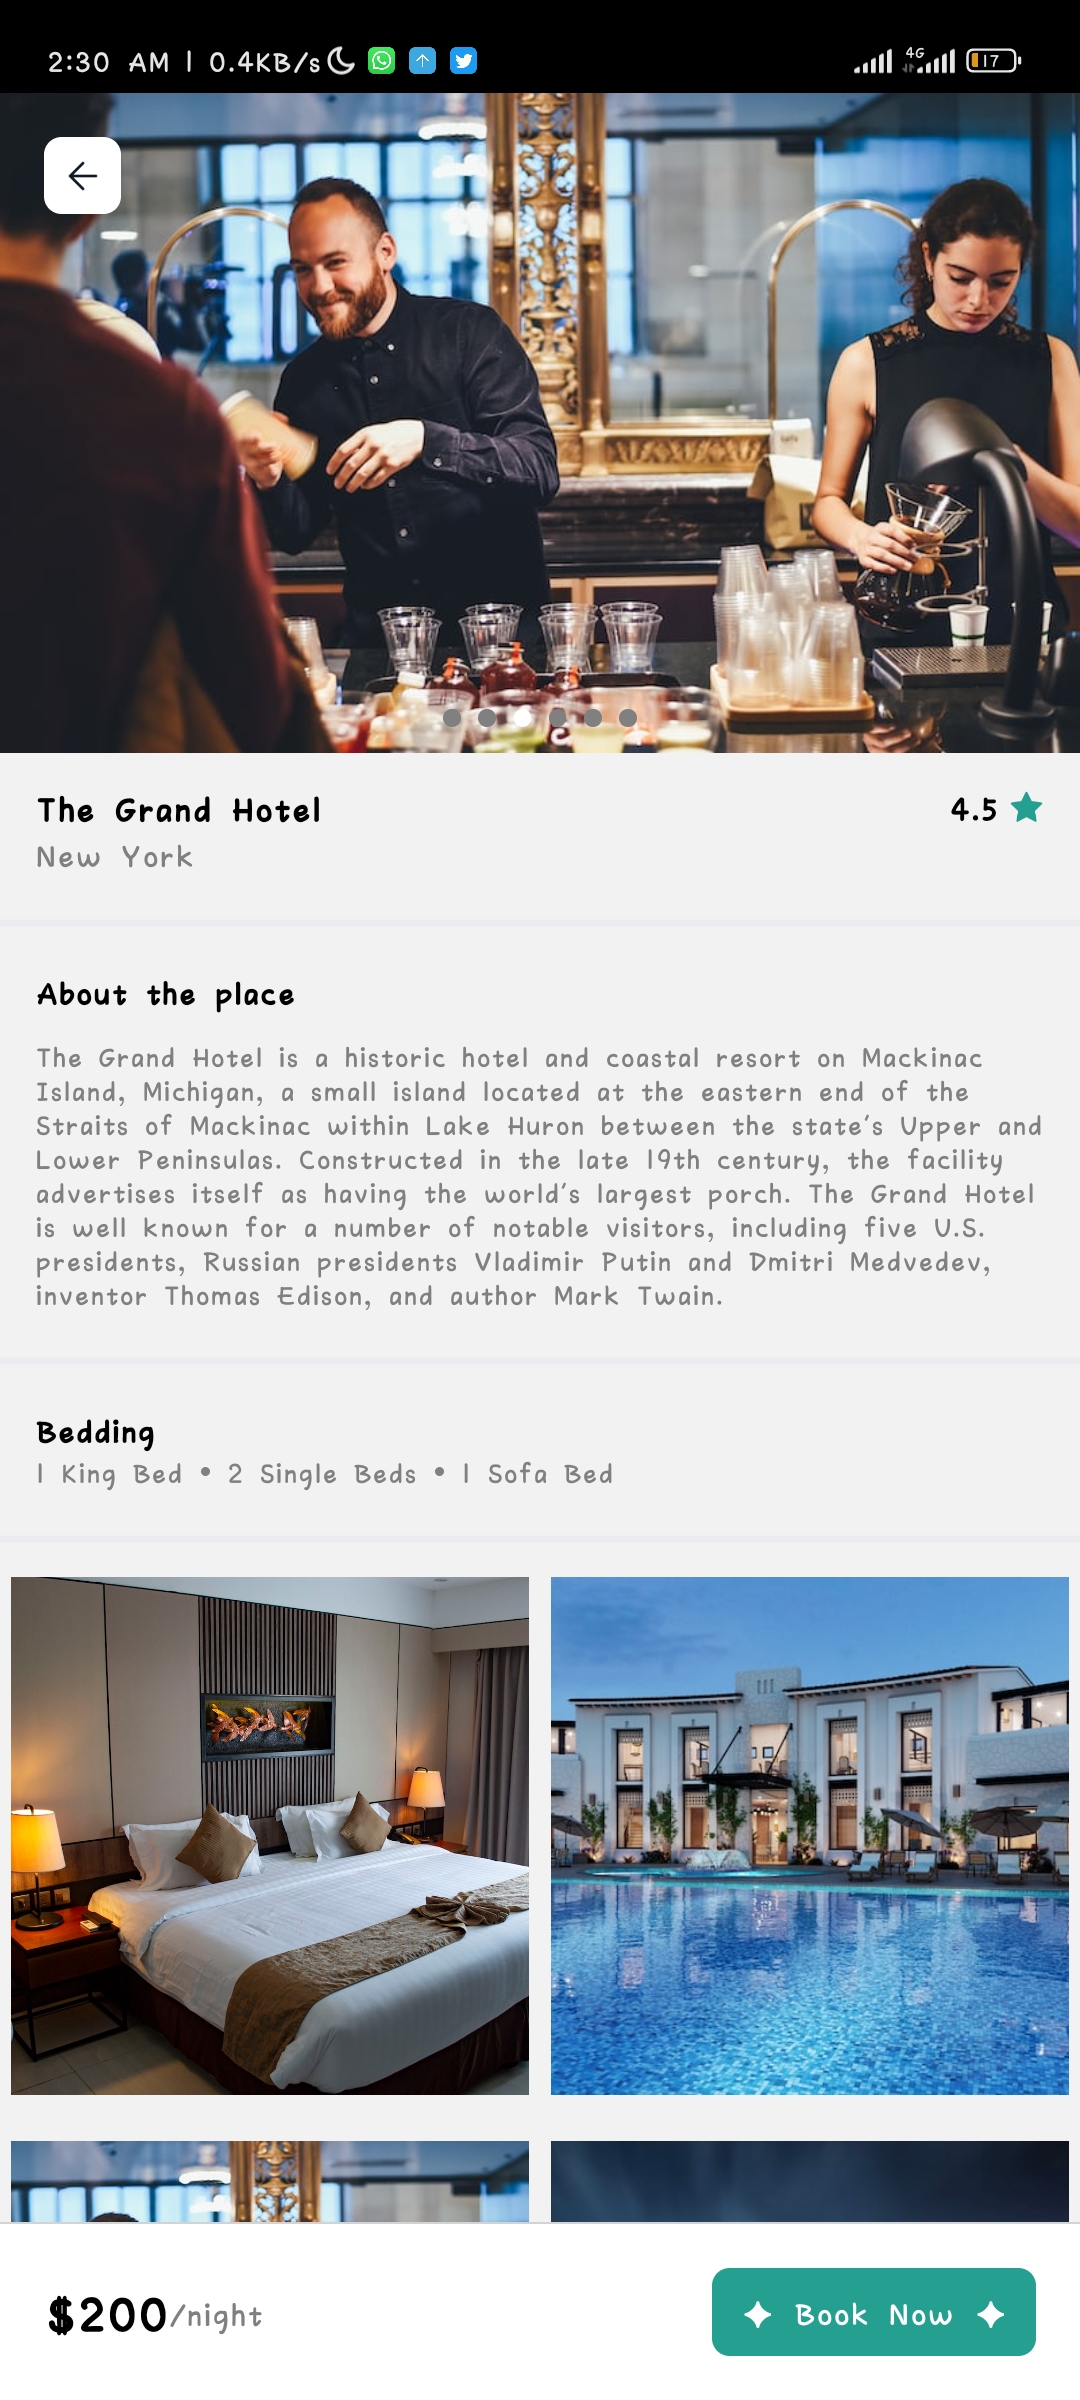 2:30 AM | 0.4KB/s
4G
17
The Grand Hotel
4.5
New York
About the place
The Grand Hotel is a historic hotel and coastal resort on Mackinac
Island, Michigan, a small island located at the eastern end of the
Straits of Mackinac within Lake Huron between the state's Upper and
Lower Peninsulas. Constructed in the late 19th century, the facility
advertises itself as having the world's largest porch. The Grand Hotel
is well known for a number of notable visitors, including five U.S.
presidents, Russian presidents Vladimir Putin and Dmitri Medvedev,
inventor Thomas Edison, and author Mark Twain.
Bedding
1 King Bed • 2 Single Beds • 1 Sofa Bed
$200/night
Book Now